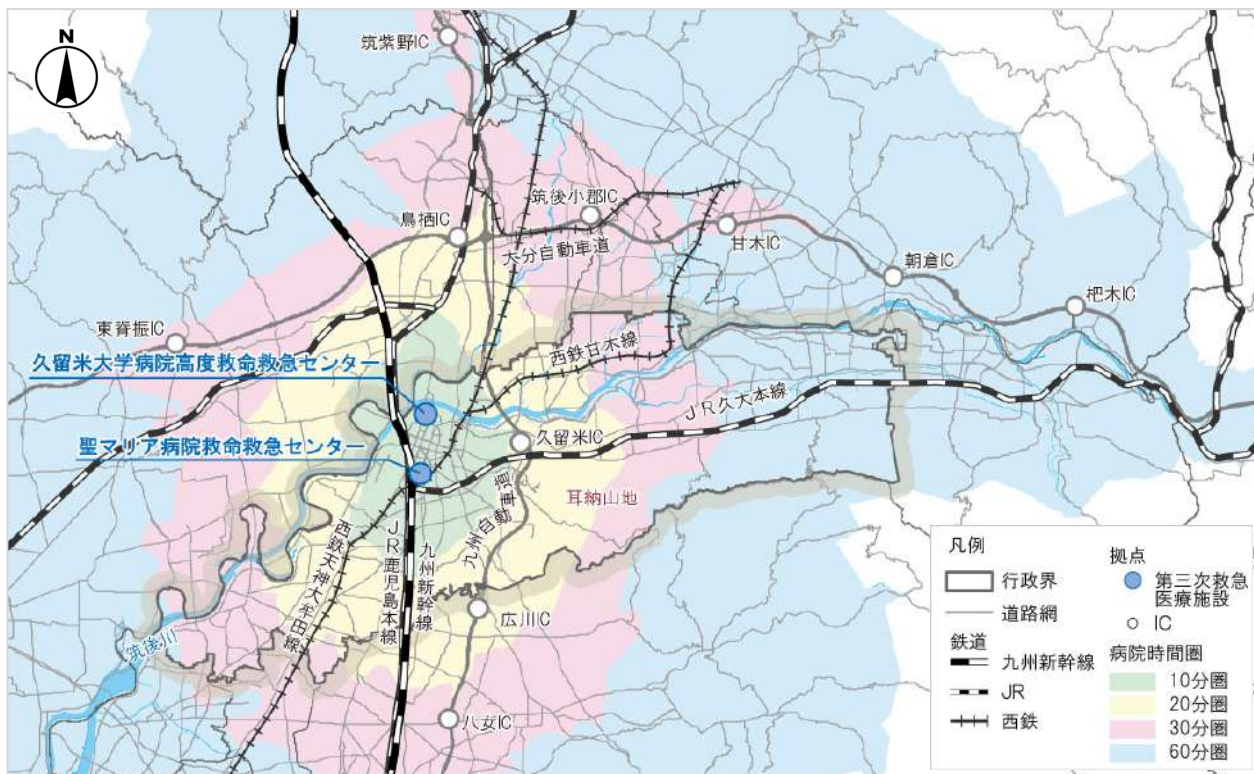 N
筑紫野IC
筑後小郡IC
鳥栖IC
甘木IC
大分自動車道
朝倉IC
杷木IC
東脊振IC
西鉄甘木線
久留米大学病院高度救命救急センター
JR久大本線
久留米IC
聖マリア病院救命救急センター
耳納山地
九州自動車道
西鉄天神大牟田線
JR鹿児島本線
九州新幹線
広川IC
筑後川
八女IC
凡例
行政界
道路網
鉄道
九州新幹線
JR
西鉄
拠点
第三次救急
医療施設
IC
病院時間圏
10分圏
20分圏
30分圏
60分圏